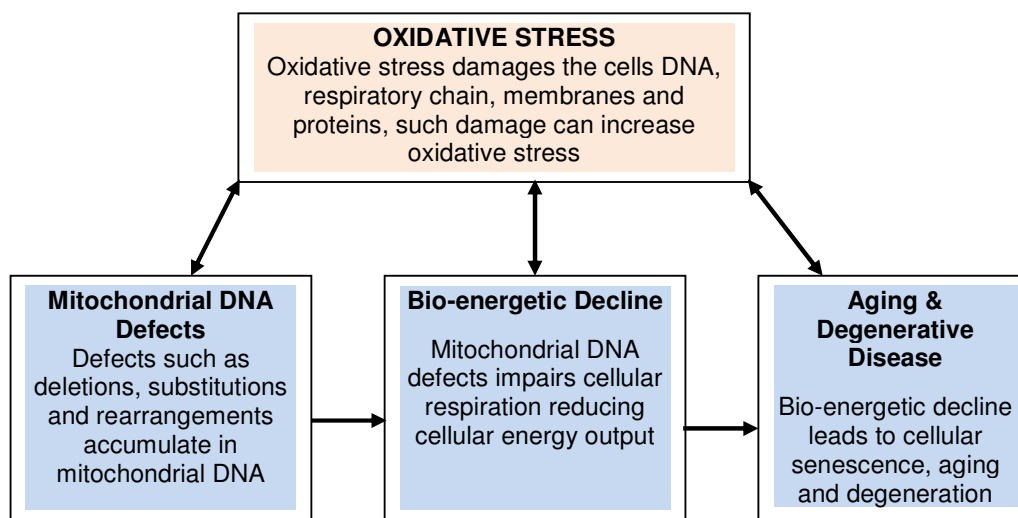 OXIDATIVE STRESS
Oxidative stress damages the cells DNA,
respiratory chain, membranes and
proteins, such damage can increase
oxidative stress
Mitochondrial DNA
Defects
Defects such as
deletions, substitutions
and rearrangements
accumulate in
mitochondrial DNA
Bio-energetic Decline
Mitochondrial DNA
defects impairs cellular
respiration reducing
cellular energy output
Aging &
Degenerative
Disease
Bio-energetic decline
leads to cellular
senescence, aging
and degeneration